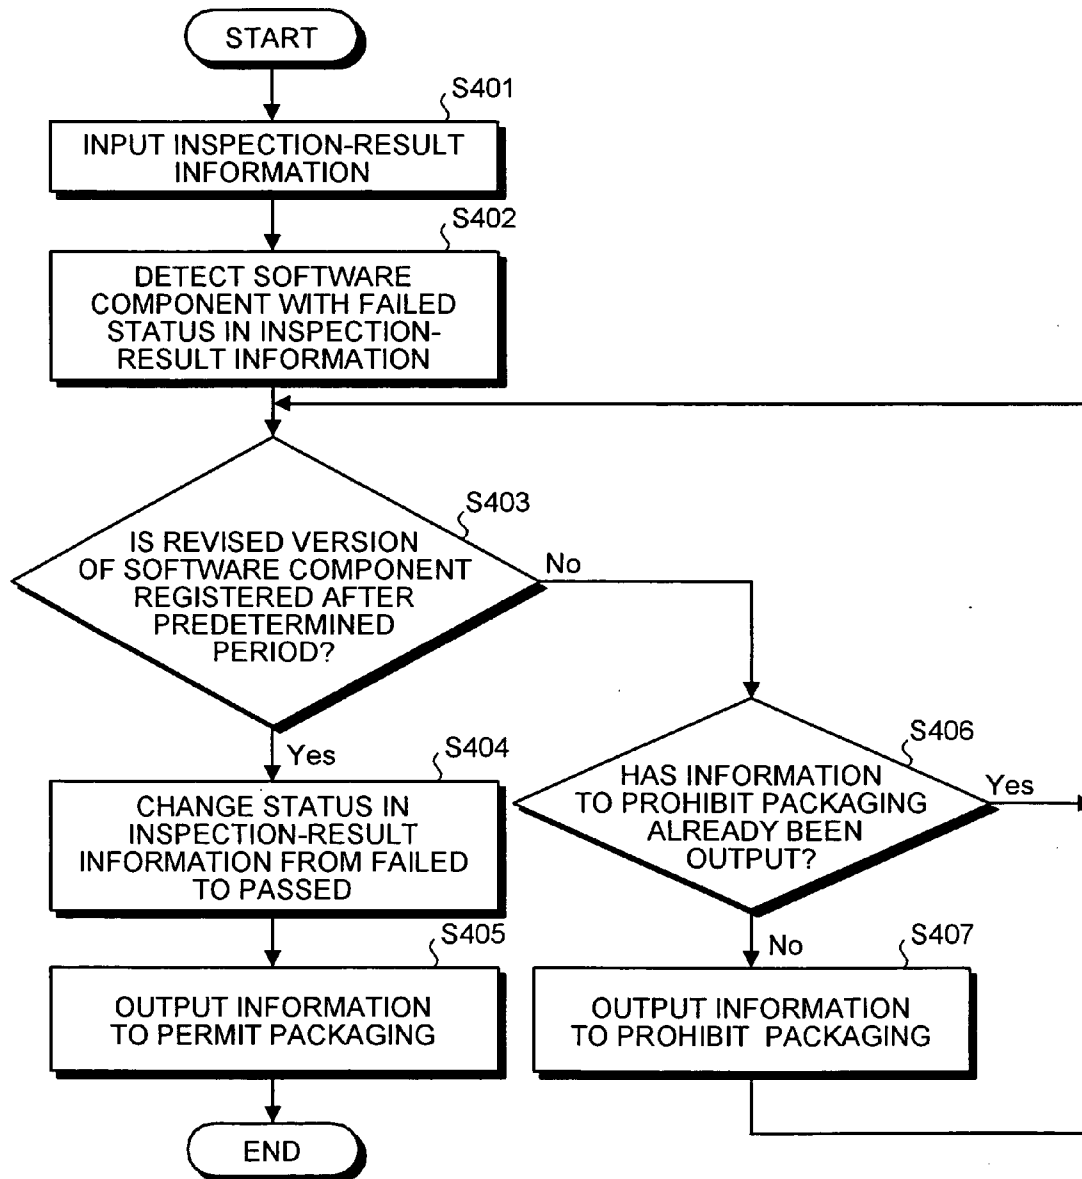 START
S401
INPUT INSPECTION-RESULT
INFORMATION
S402
DETECT SOFTWARE
COMPONENT WITH FAILED
STATUS IN INSPECTION-
RESULT INFORMATION
S403
IS REVISED VERSION
OF SOFTWARE COMPONENT
REGISTERED AFTER
PREDETERMINED
PERIOD?
No
Yes
S404
CHANGE STATUS IN
INSPECTION-RESULT
INFORMATION FROM FAILED
TO PASSED
S405
OUTPUT INFORMATION
TO PERMIT PACKAGING
END
S406
HAS INFORMATION
TO PROHIBIT PACKAGING
ALREADY BEEN
OUTPUT?
Yes
No
S407
OUTPUT INFORMATION
TO PROHIBIT PACKAGING